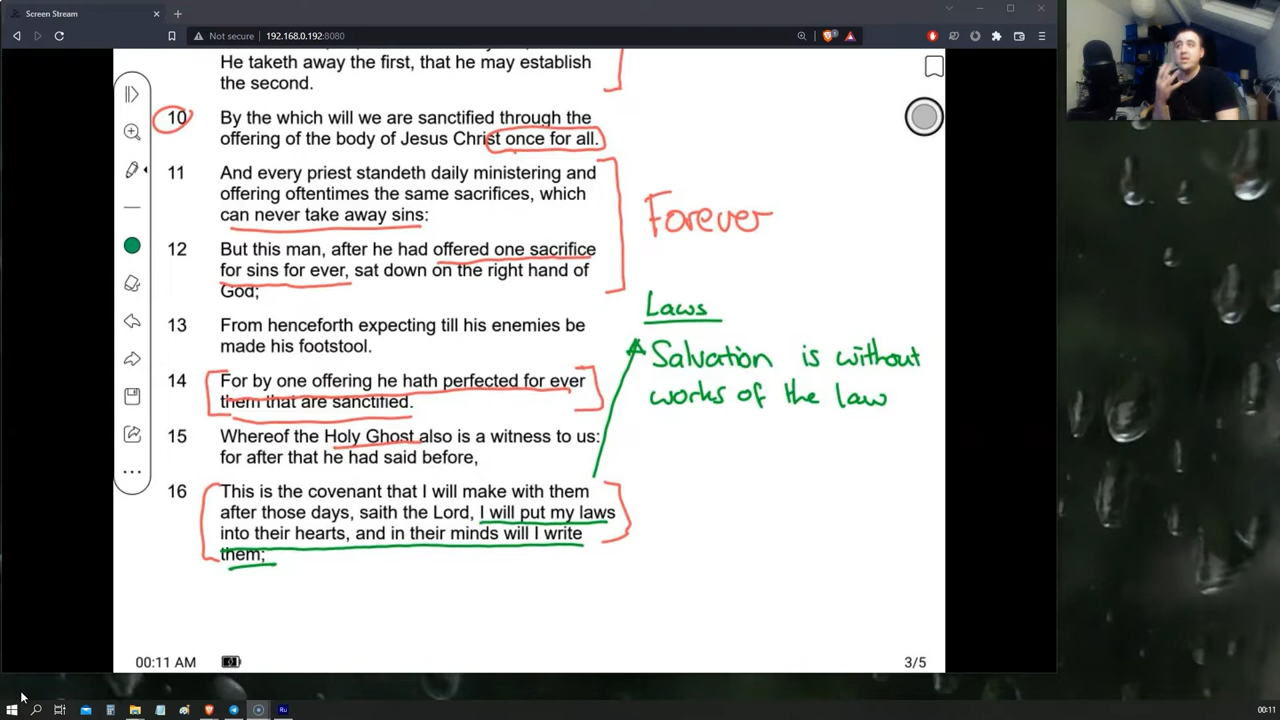 Screen Stream
Not secure
192.168.0.192:8080
He taketh away the first, that he may establish
the second.
10 By the which will we are sanctified through the
offering of the body of Jesus Christ once for all.
11 And every priest standeth daily ministering and
offering oftentimes the same sacrifices, which
can never take away sins:
Forever
12 But this man, after he had offered one sacrifice
for sins for ever, sat down on the right hand of
God;
Laws
13 From henceforth expecting till his enemies be
made his footstool.
Salvation is without
works of the law
14 For by one offering he hath perfected for ever
them that are sanctified.
15 Whereof the Holy Ghost also is a witness to us:
for after that he had said before,
16 This is the covenant that I will make with them
after those days, saith the Lord, I will put my laws
into their hearts, and in their minds will I write
them;
00:11 AM
3/5
Ru
00:11